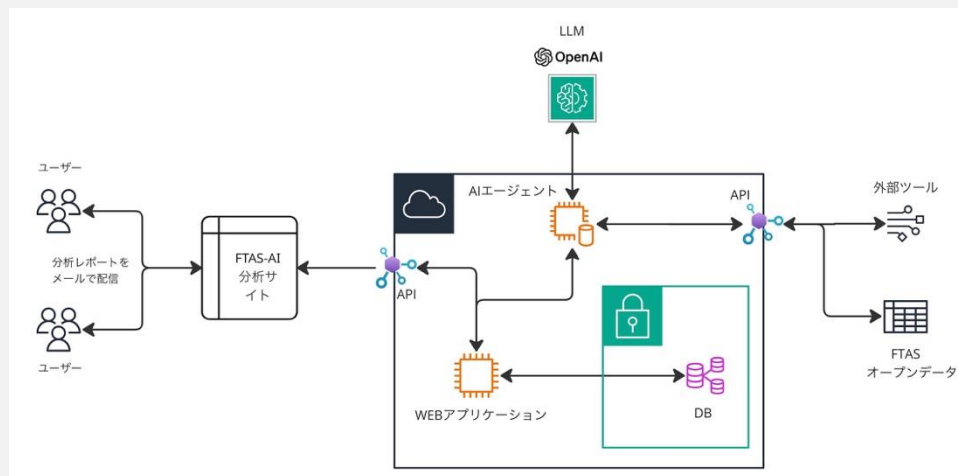 LLM
OpenAI
ユーザー
AIエージェント
API
外部ツール
分析レポートを
メールで配信
FTAS-AI
分析サ
イト
API
ユーザー
WEBアプリケーション
DB
FTAS
オープンデータ